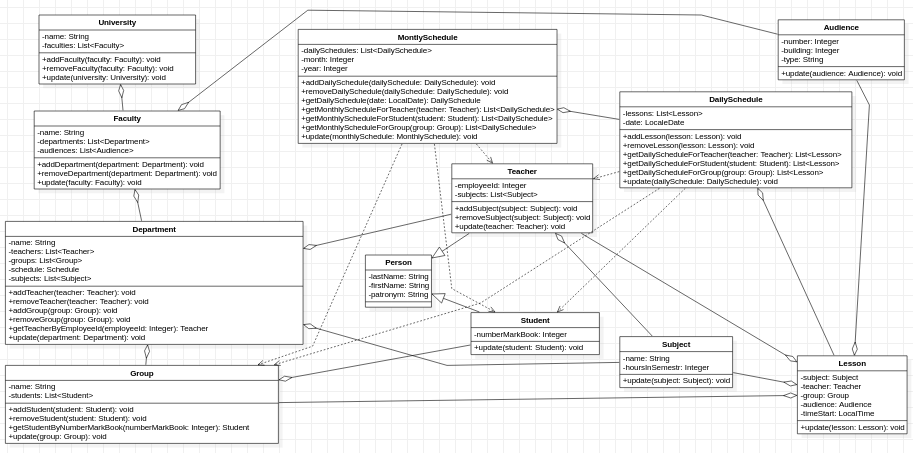 University
-name: String
-faculties: List<Faculty>
+addFaculty(faculty: Faculty): void
+removeFaculty(faculty: Faculty): void
+update(university: University): void
MontlySchedule
-dailySchedules: List<DailySchedule>
-month: Integer
-year: Integer
+addDailySchedule(dailySchedule: DailySchedule): void
+removeDailySchedule(dailySchedule: DailySchedule): void
+getDailySchedule(date: LocalDate): DailySchedule
+getMonthlyScheduleForTeacher(teacher: Teacher): List<DailySchedule>
+getMonthlyScheduleForStudent(student: Student): List<DailySchedule>
+getMonthlyScheduleForGroup(group: Group): List<DailySchedule>
+update(monthlySchedule: MonthlySchedule): void
Audience
-number: Integer
-building: Integer
-type: String
+update(audience: Audience): void
DailySchedule
-lessons: List<Lesson>
-date: LocaleDate
+addLesson(lesson: Lesson): void
+removeLesson(lesson: Lesson): void
+getDailyScheduleForTeacher(teacher: Teacher): List<Lesson>
+getDailyScheduleForStudent(student: Student): List<Lesson>
+getDailyScheduleForGroup(group: Group): List<Lesson>
+update(dailySchedule: DailySchedule): void
Faculty
-name: String
-departments: List<Department>
-audiences: List<Audience>
+addDepartment(department: Department): void
+removeDepartment(department: Department): void
+update(faculty: Faculty): void
Teacher
-employeeId: Integer
-subjects: List<Subject>
+addSubject(subject: Subject): void
+removeSubject(subject: Subject): void
+update(teacher: Teacher): void
Department
-name: String
-teachers: List<Teacher>
-groups: List<Group>
-schedule: Schedule
-subjects: List<Subject>
+addTeacher(teacher: Teacher): void
+removeTeacher(teacher: Teacher): void
+addGroup(group: Group): void
+removeGroup(group: Group): void
+getTeacherByEmployeeId(employeeId: Integer): Teacher
+update(department: Department): void
Person
-lastName: String
-firstName: String
-patronym: String
Student
-numberMarkBook: Integer
+update(student: Student): void
Subject
-name: String
-hoursInSemestr: Integer
+update(subject: Subject): void
Lesson
-subject: Subject
-teacher: Teacher
-group: Group
-audience: Audience
-timeStart: LocalTime
+update(lesson: Lesson): void
Group
-name: String
-students: List<Student>
+addStudent(student: Student): void
+removeStudent(student: Student): void
+getStudentByNumberMarkBook(numberMarkBook: Integer): Student
+update(group: Group): void